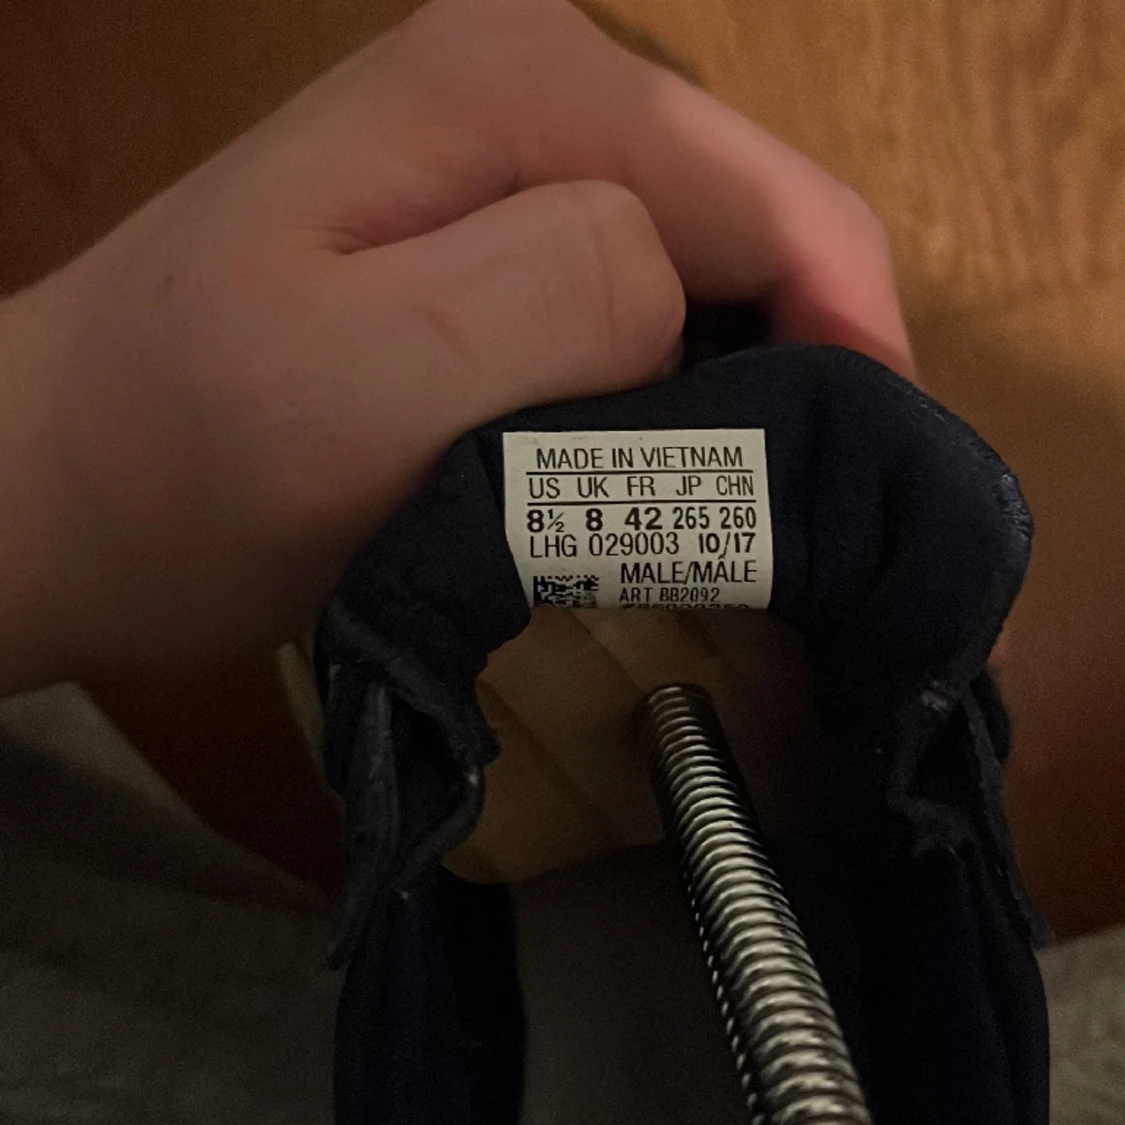 MADE IN VIETNAM
US UK FR JP CHN
8½ 8 42 265 260
LHG 029003 10/17
MALE/MÂLE
ART BB2092